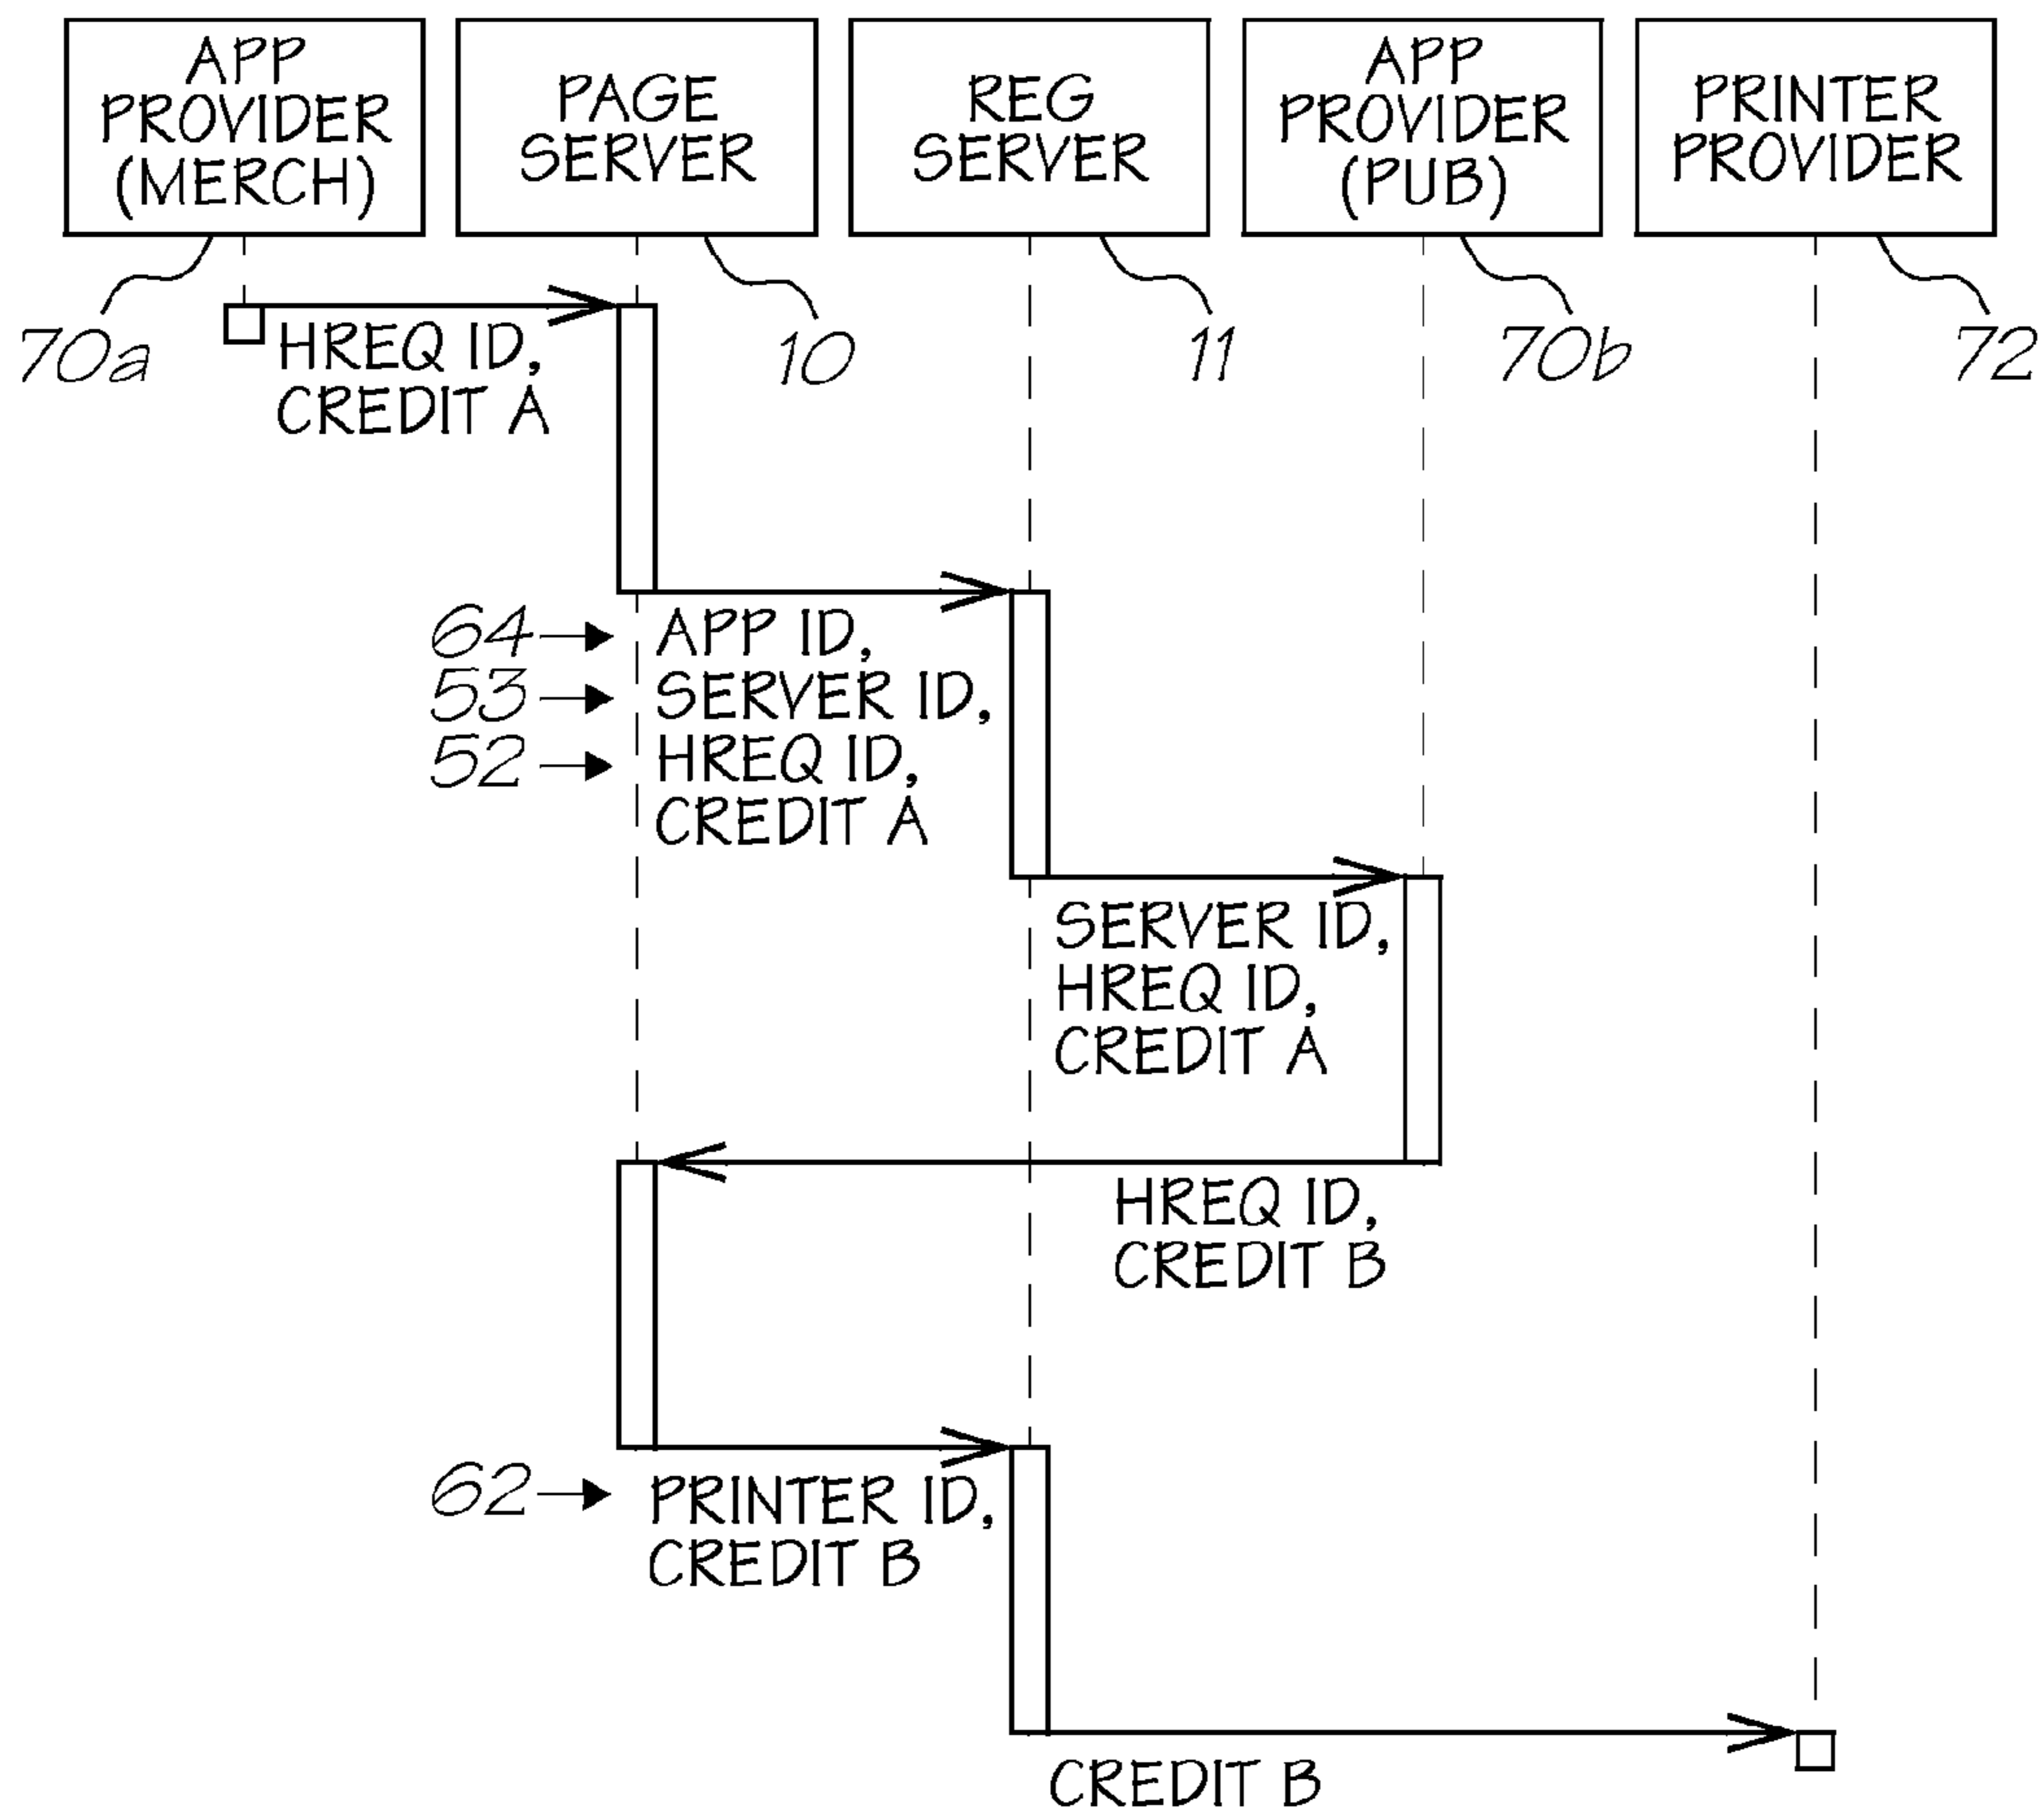 APP
PROVIDER
(MERCH)
PAGE
SERVER
REG
SERVER
APP
PROVIDER
(PUB)
PRINTER
PROVIDER
70a
10
11
70b
72
HREQ ID,
CREDIT A
64
APP ID,
53
SERVER ID,
52
HREQ ID,
CREDIT A
SERVER ID,
HREQ ID,
CREDIT A
HREQ ID,
CREDIT B
62
PRINTER ID,
CREDIT B
CREDIT B